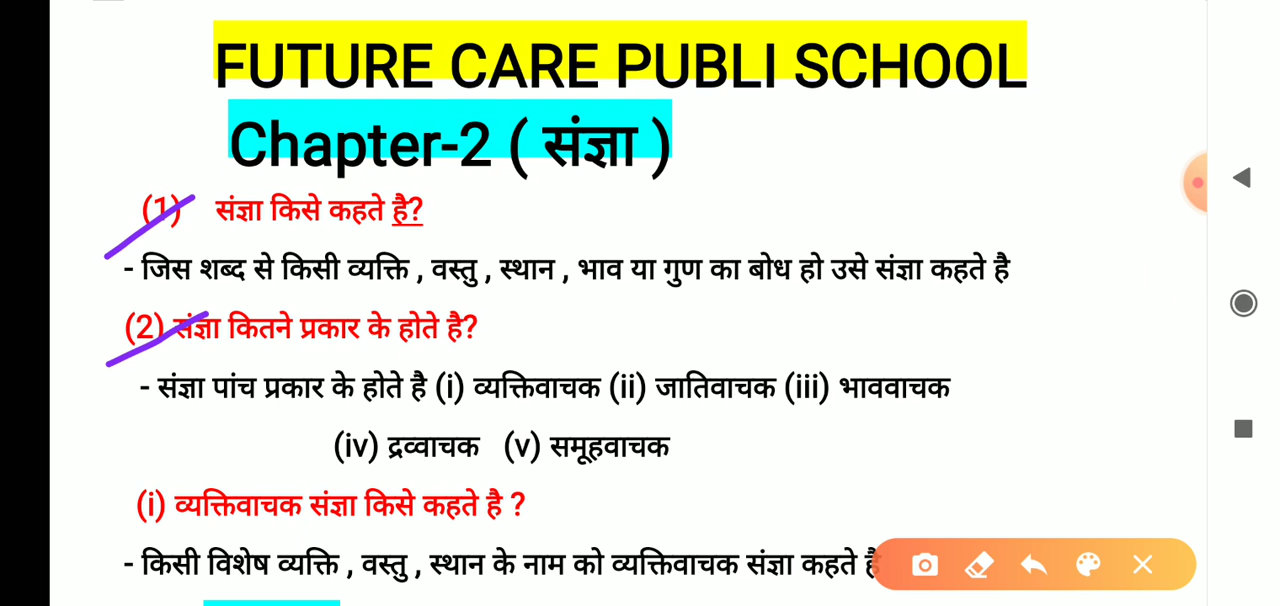 FUTURE CARE PUBLI SCHOOL
Chapter-2 ( संज्ञा )
(1) संज्ञा किसे कहते है?
- जिस शब्द से किसी व्यक्ति , वस्तु , स्थान , भाव या गुण का बोध हो उसे संज्ञा कहते है
(2) संज्ञा कितने प्रकार के होते है?
- संज्ञा पांच प्रकार के होते है (i) व्यक्तिवाचक (ii) जातिवाचक (iii) भाववाचक
(iv) द्रव्वाचक (v) समूहवाचक
(i) व्यक्तिवाचक संज्ञा किसे कहते है ?
- किसी विशेष व्यक्ति , वस्तु , स्थान के नाम को व्यक्तिवाचक संज्ञा कहते है